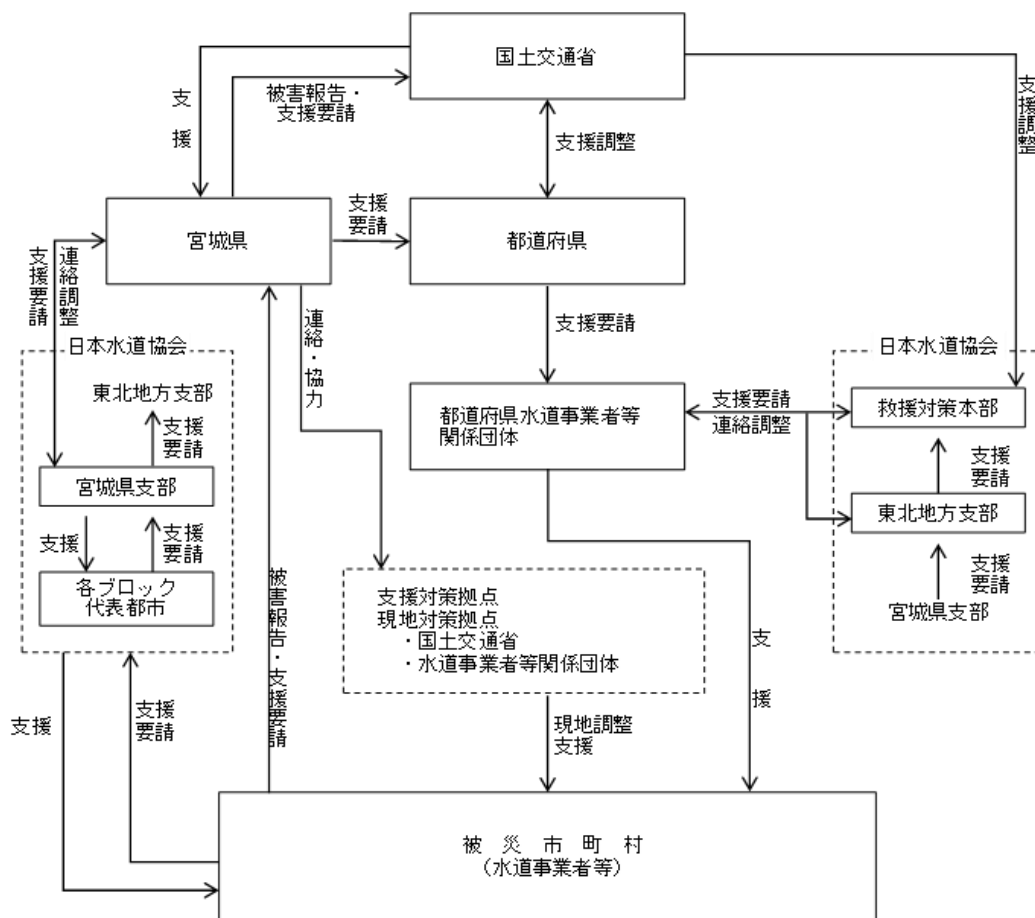 国土交通省
支援
被害報告・
支援要請
支援調整
支援調整
宮城県
支援
要請
都道府県
支援要請
連絡調整
連絡・協力
支援要請
日本水道協会
東北地方支部
支援
要請
宮城県支部
支援
支援
要請
各ブロック
代表都市
都道府県水道事業者等
関係団体
支援要請
連絡調整
日本水道協会
救援対策本部
支援
要請
東北地方支部
支援
要請
宮城県支部
被害報告・支援要請
支援対策拠点
現地対策拠点
・国土交通省
・水道事業者等関係団体
支援
支援
支援
要請
現地調整
支援
被災市町村
(水道事業者等)